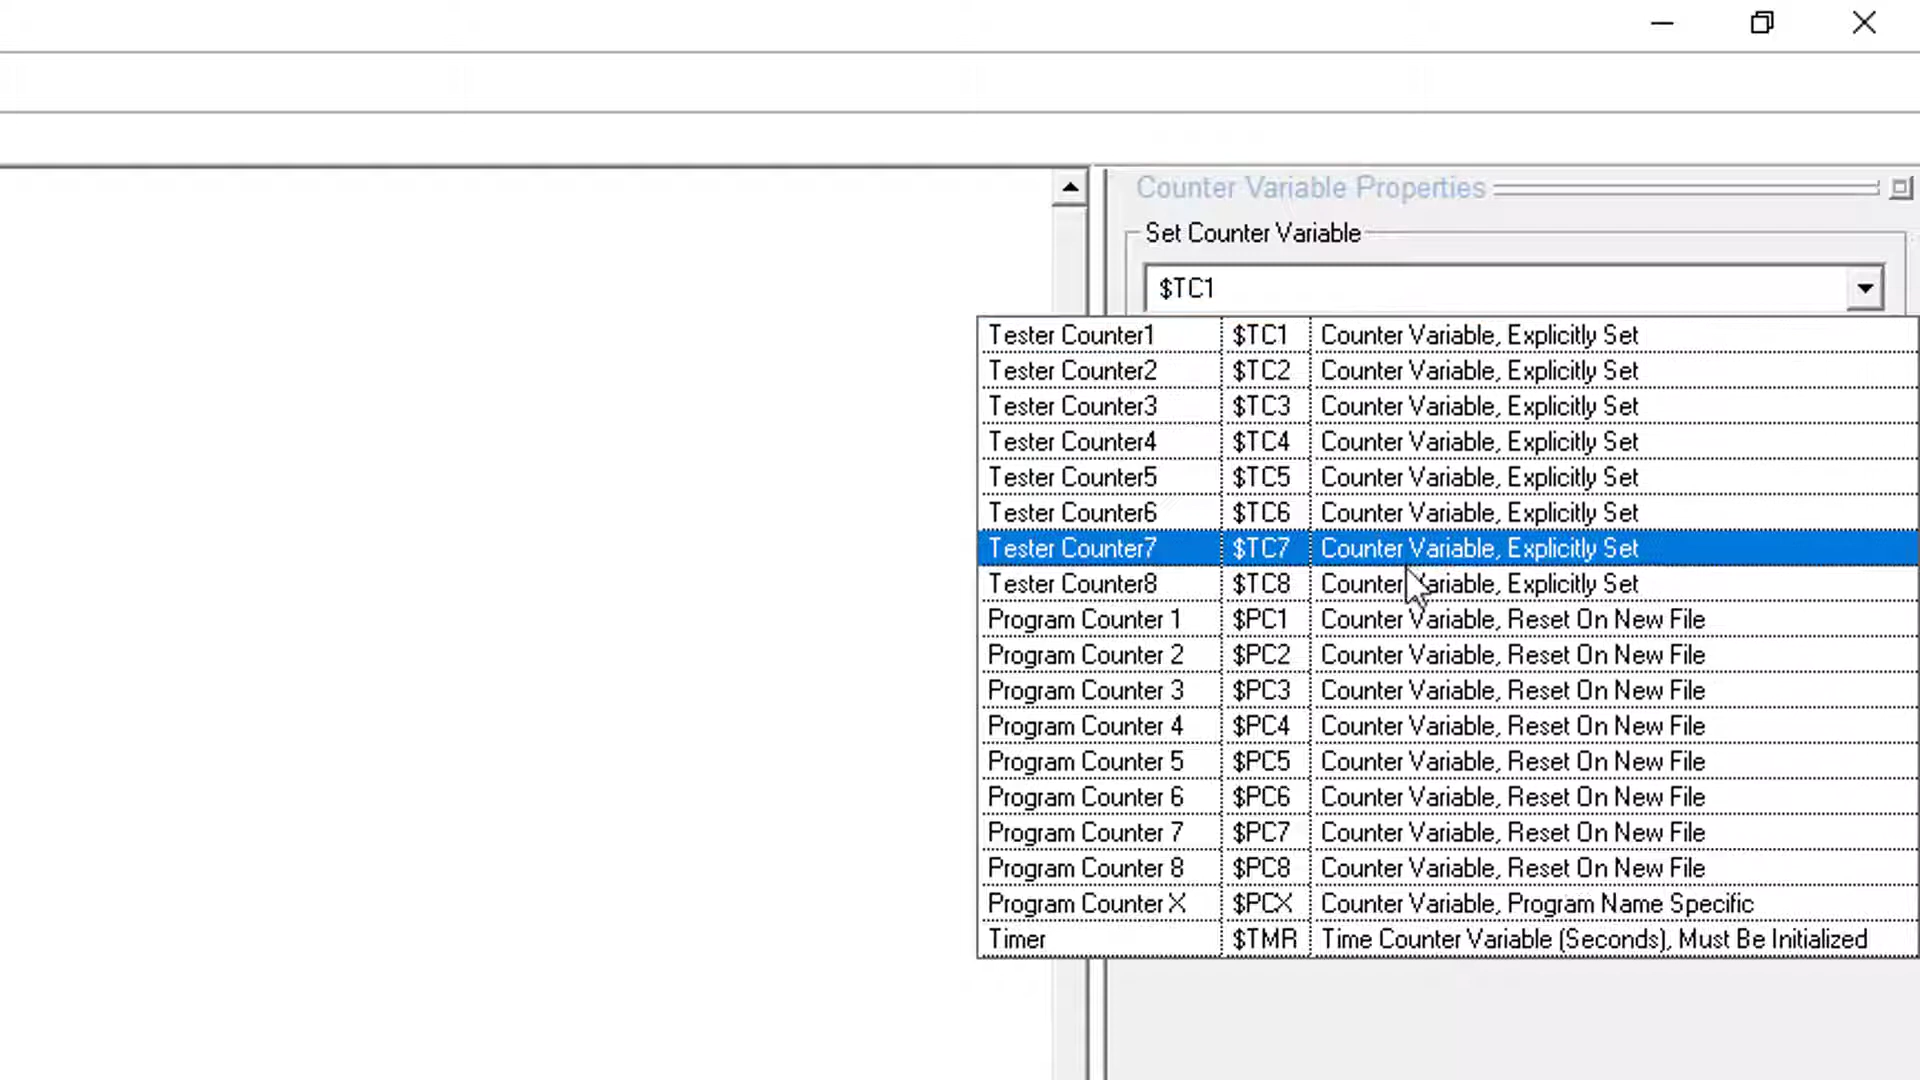 Counter Variable Properties
Set Counter Variable
$TC1
Tester Counter1 $TC1 Counter Variable, Explicitly Set
Tester Counter2 $TC2 Counter Variable, Explicitly Set
Tester Counter3 $TC3 Counter Variable, Explicitly Set
Tester Counter4 $TC4 Counter Variable, Explicitly Set
Tester Counter5 $TC5 Counter Variable, Explicitly Set
Tester Counter6 $TC6 Counter Variable, Explicitly Set
Tester Counter7 $TC7 Counter Variable, Explicitly Set
Tester Counter8 $TC8 Counter Variable, Explicitly Set
Program Counter 1 $PC1 Counter Variable, Reset On New File
Program Counter 2 $PC2 Counter Variable, Reset On New File
Program Counter 3 $PC3 Counter Variable, Reset On New File
Program Counter 4 $PC4 Counter Variable, Reset On New File
Program Counter 5 $PC5 Counter Variable, Reset On New File
Program Counter 6 $PC6 Counter Variable, Reset On New File
Program Counter 7 $PC7 Counter Variable, Reset On New File
Program Counter 8 $PC8 Counter Variable, Reset On New File
Program Counter X $PCX Counter Variable, Program Name Specific
Timer $TMR Time Counter Variable (Seconds), Must Be Initialized